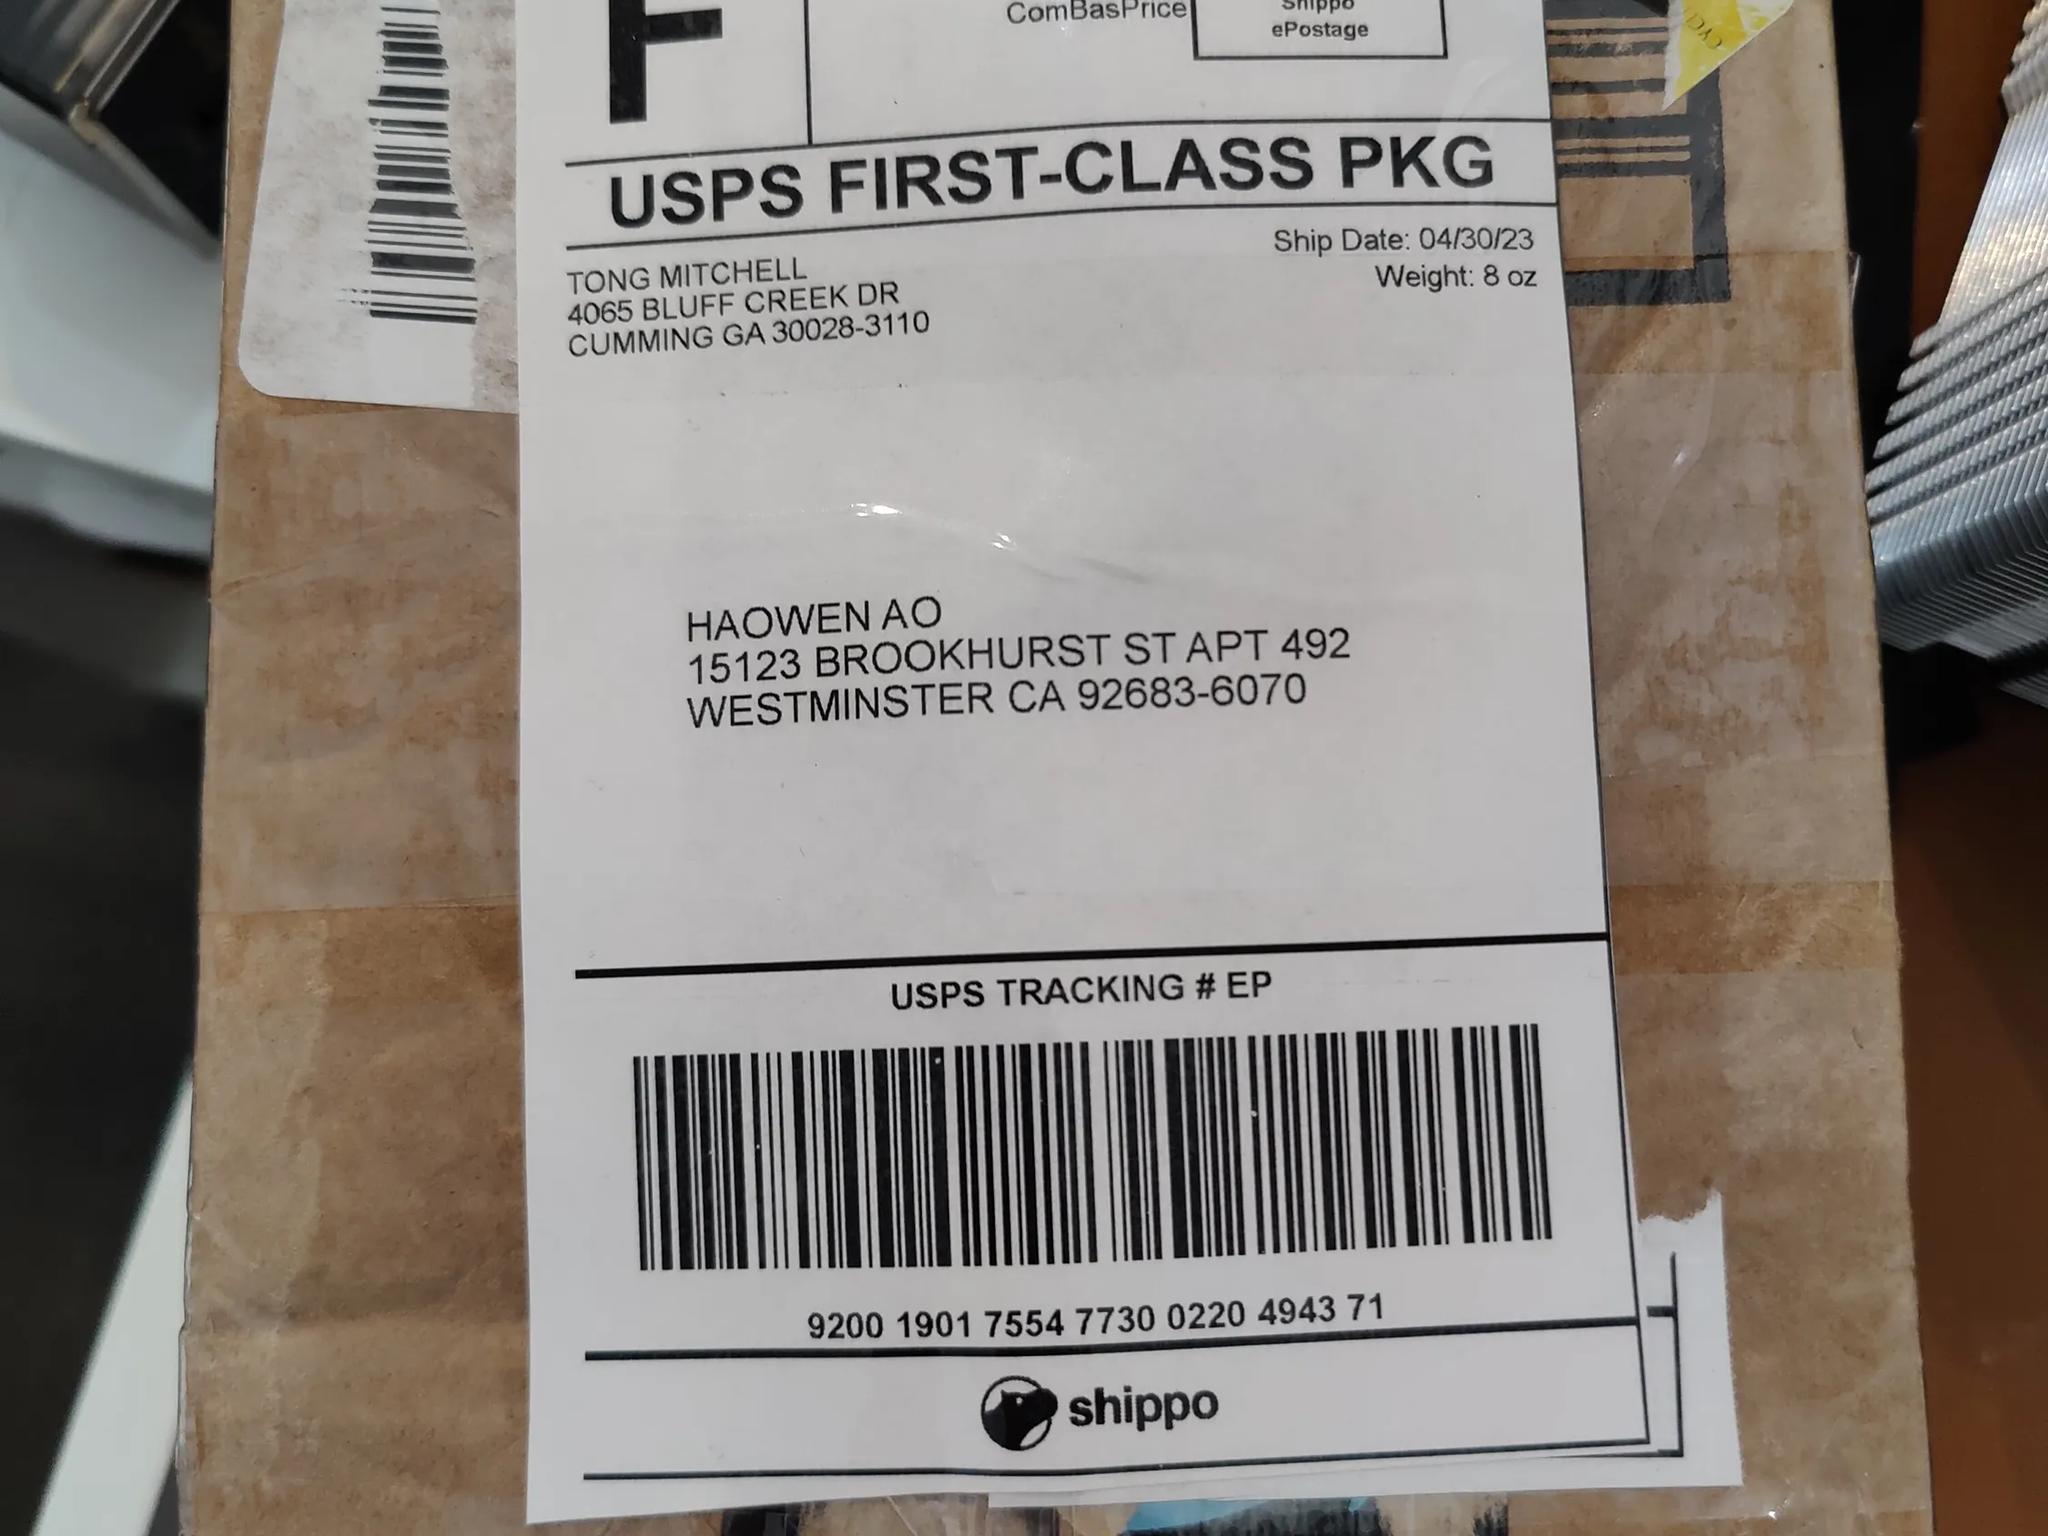 F
ComBasPrice
Shippo
ePostage
USPS FIRST-CLASS PKG
Ship Date: 04/30/23
Weight: 8 oz
TONG MITCHELL
4065 BLUFF CREEK DR
CUMMING GA 30028-3110
HAOWEN AO
15123 BROOKHURST ST APT 492
WESTMINSTER CA 92683-6070
USPS TRACKING # EP
9200 1901 7554 7730 0220 4943 71
shippo